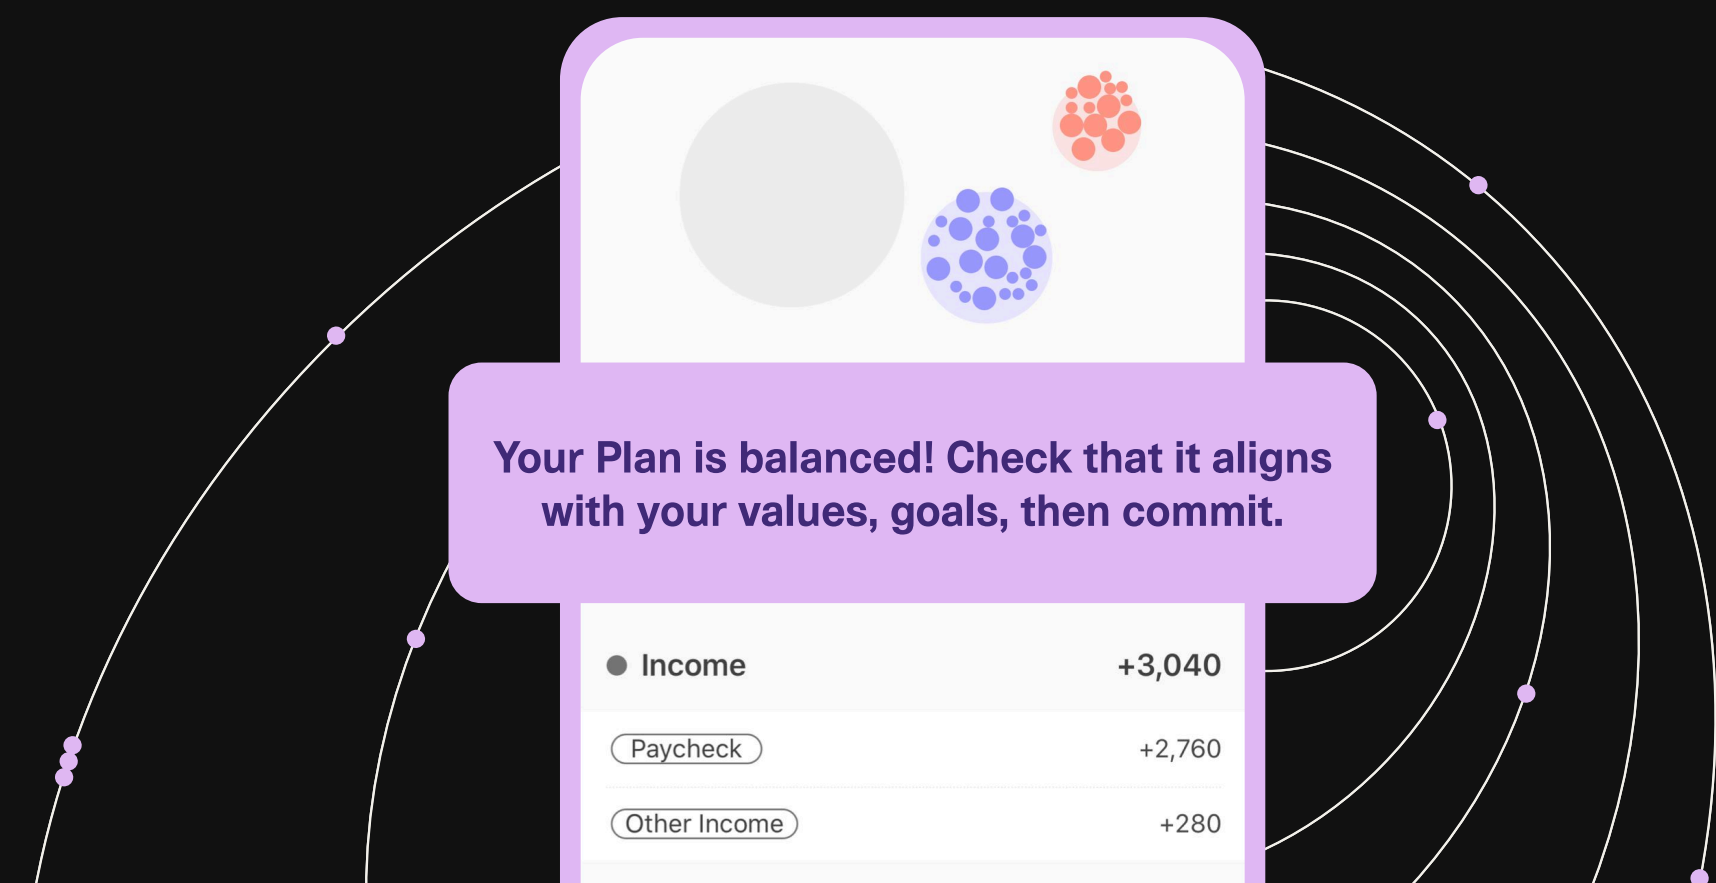 Your Plan is balanced! Check that it aligns
with your values, goals, then commit.
Income +3,040
Paycheck +2,760
Other Income +280